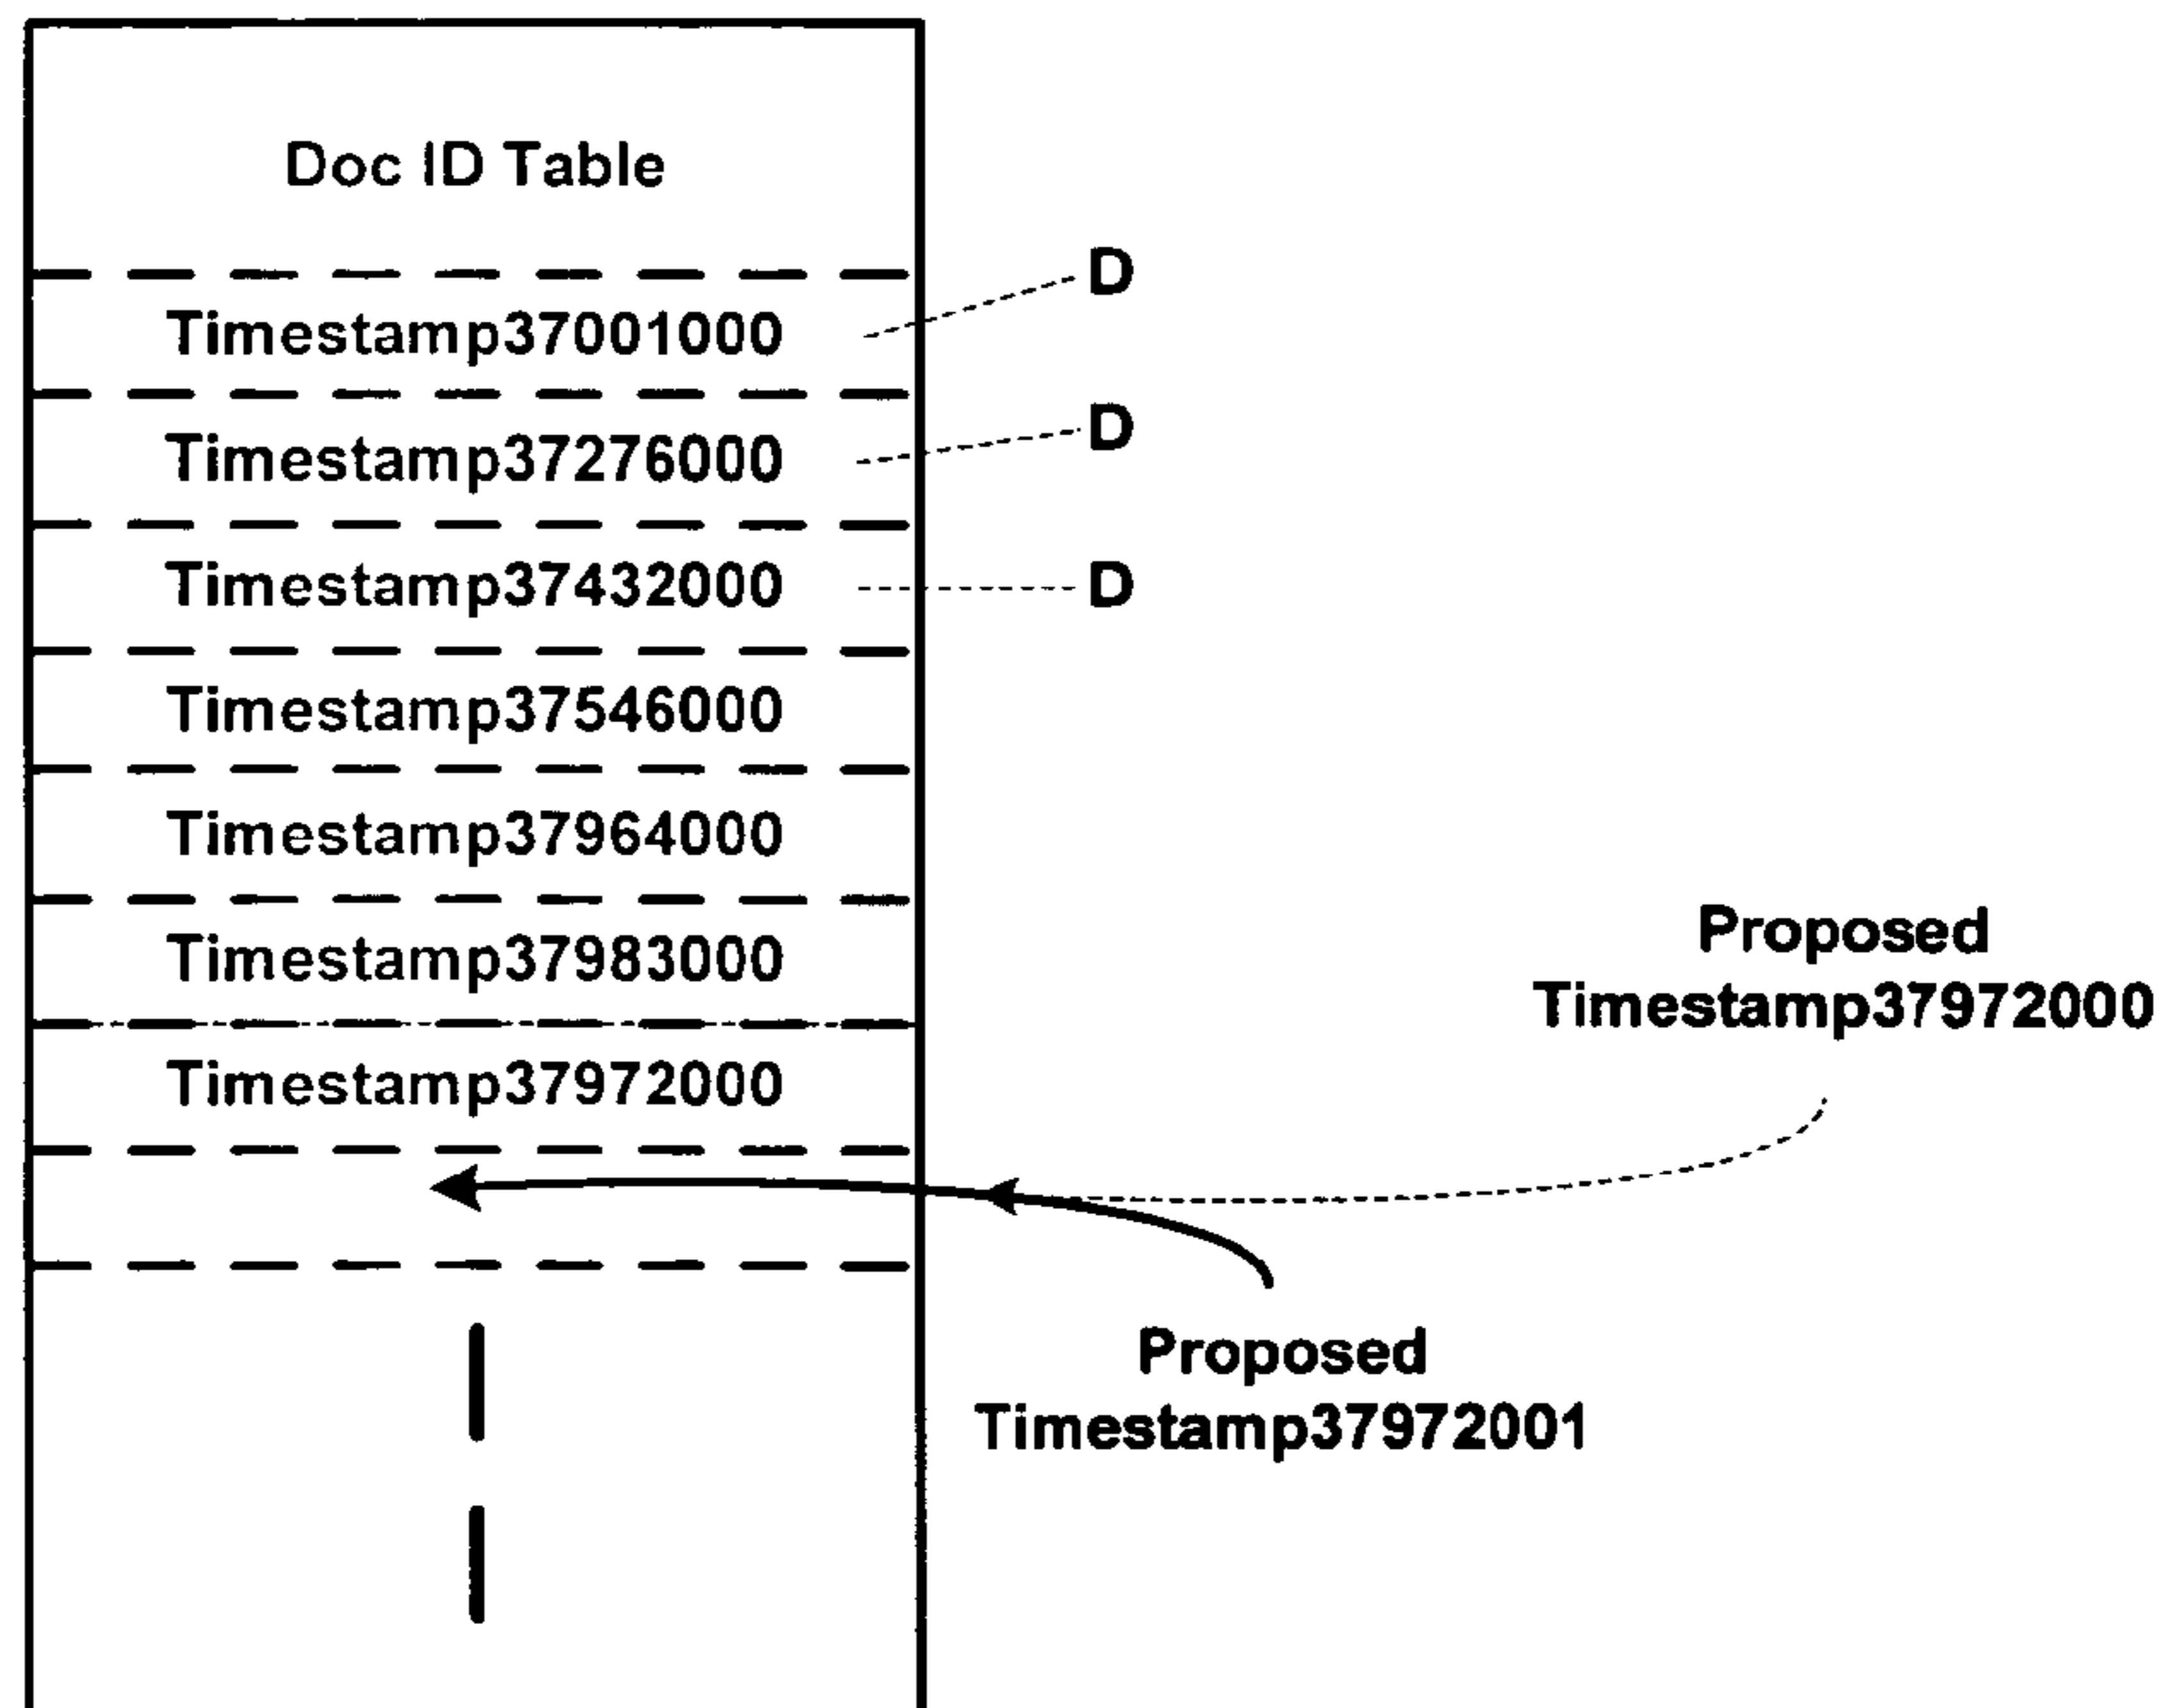 Doc ID Table
Timestamp37001000
D
Timestamp37276000
D
Timestamp37432000
D
Timestamp37546000
Timestamp37964000
Timestamp37983000
Timestamp37972000
Proposed
Timestamp37972000
Proposed
Timestamp37972001